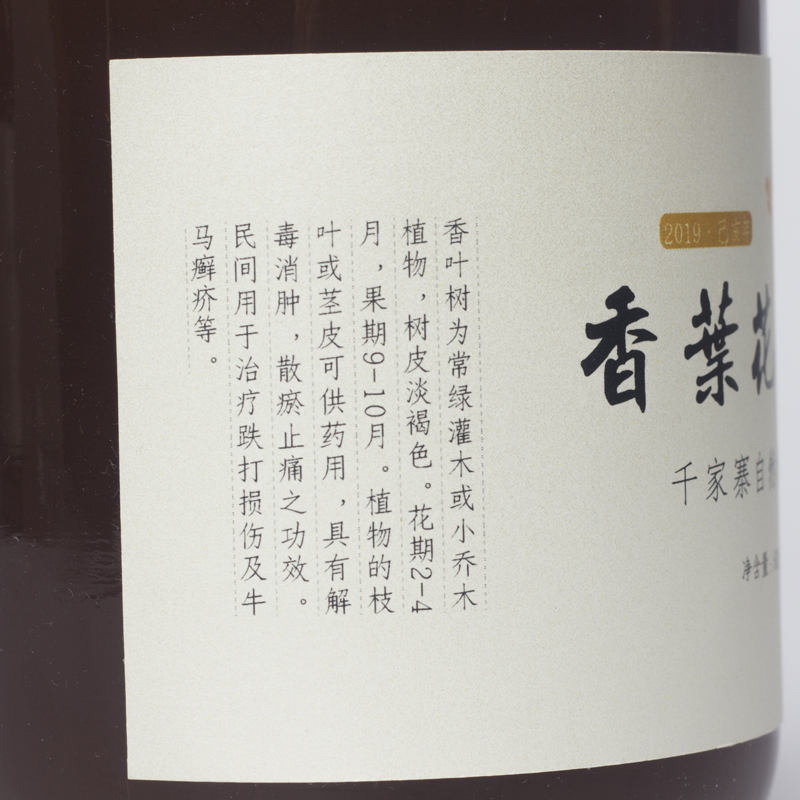 香叶树为常绿灌木或小乔木
植物，树皮淡褐色。花期2-4
月，果期9-10月。植物的枝
叶或茎皮可供药用，具有解
毒消肿，散瘀止痛之功效。
民间用于治疗跌打损伤及牛
马癣疥等。
2019·己亥年
香葉花
千家寨自
净含量